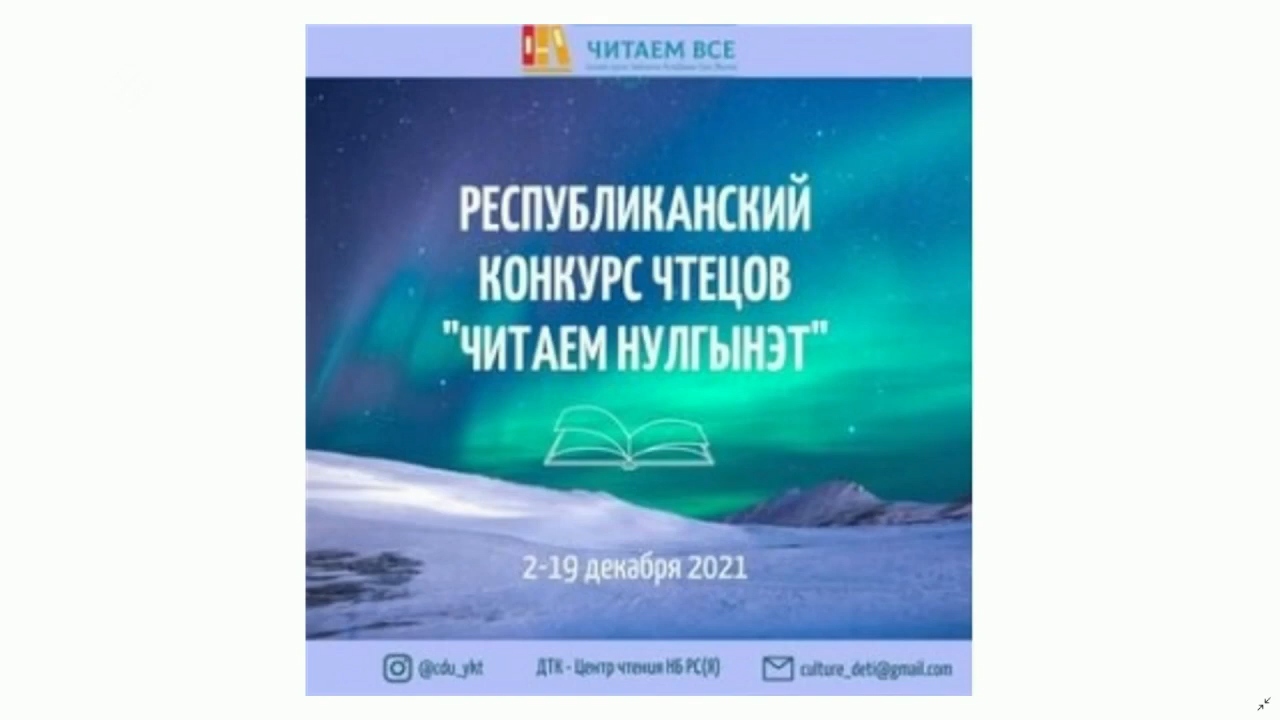 ЧИТАЕМ ВСЕ
РЕСПУБЛИКАНСКИЙ
КОНКУРС ЧТЕЦОВ
"ЧИТАЕМ НУЛГЫНЭТ"
2-19 декабря 2021
@cdu_ykt
ДТК - Центр чтения НБ РС(Я)
culture_deti@gmail.com